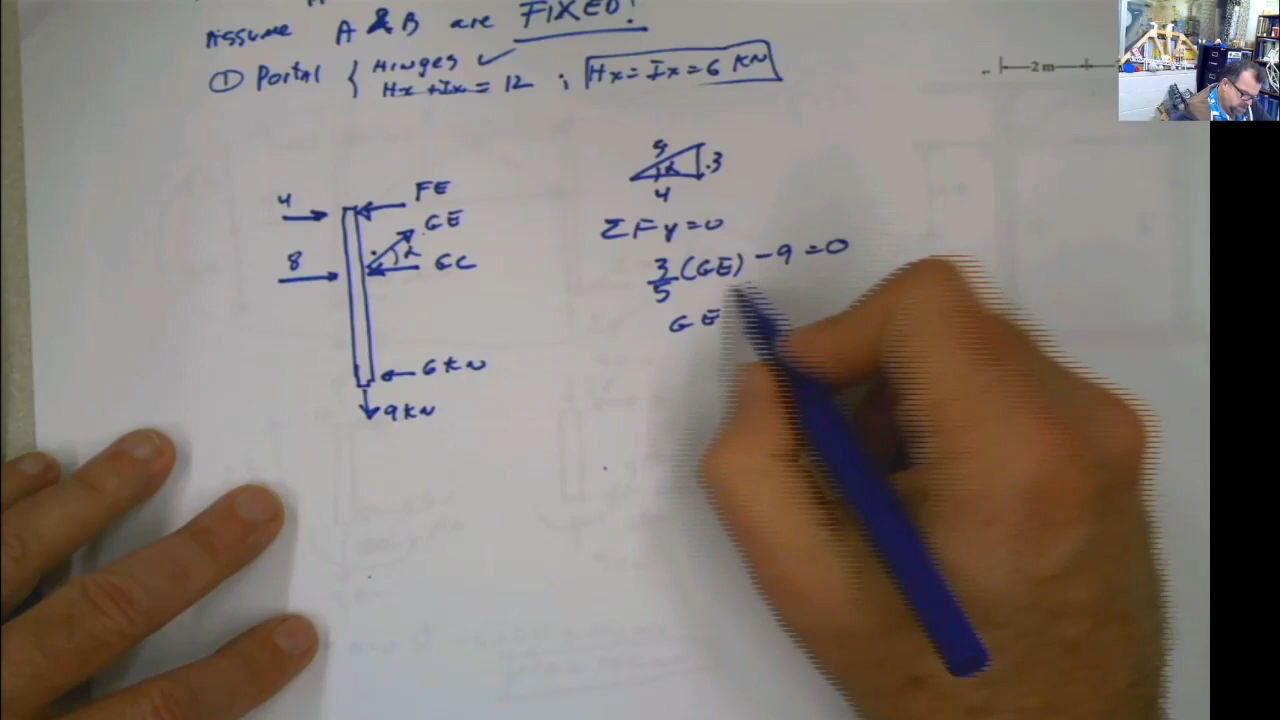 Assume A & B are FIXED!
① Portal { Hinges ✓
Hx + Ix = 12 ; Hx = Ix = 6 KN
2 m
5
.3
α
4
4
FE
GE
α
8
GC
6 KN
9 KN
ΣFy=0
3/5 (GE) - 9 = 0
GE